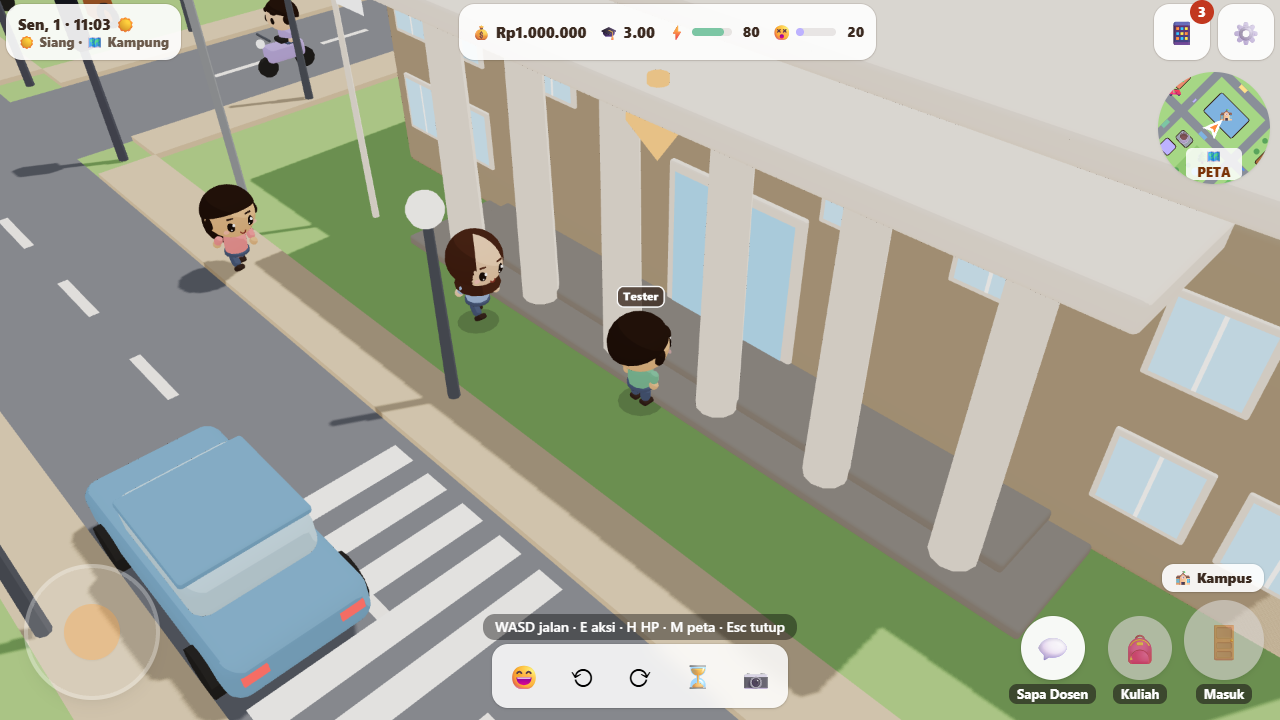 Sen, 1 · 11:03
Siang · Kampung
Rp1.000.000 3.00 80 20
3
PETA
Tester
Kampus
WASD jalan · E aksi · H HP · M peta · Esc tutup
Sapa Dosen Kuliah Masuk